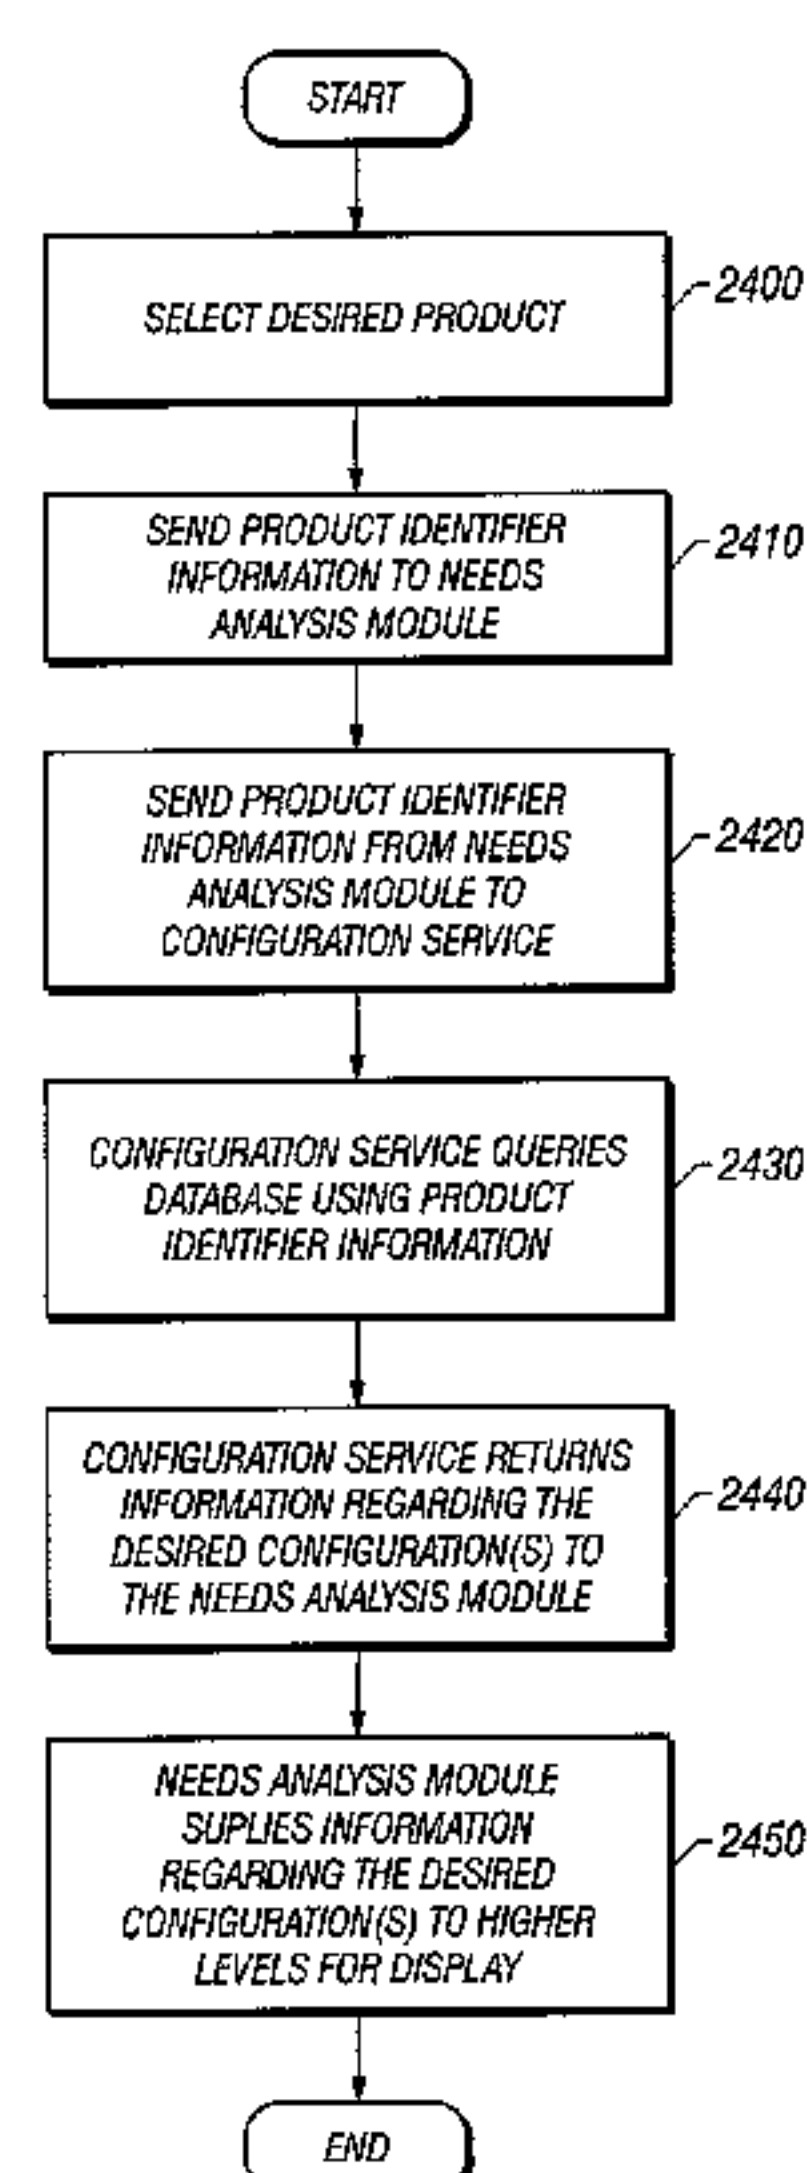 START
SELECT DESIRED PRODUCT
2400
SEND PRODUCT IDENTIFIER
INFORMATION TO NEEDS
ANALYSIS MODULE
2410
SEND PRODUCT IDENTIFIER
INFORMATION FROM NEEDS
ANALYSIS MODULE TO
CONFIGURATION SERVICE
2420
CONFIGURATION SERVICE QUERIES
DATABASE USING PRODUCT
IDENTIFIER INFORMATION
2430
CONFIGURATION SERVICE RETURNS
INFORMATION REGARDING THE
DESIRED CONFIGURATION(S) TO
THE NEEDS ANALYSIS MODULE
2440
NEEDS ANALYSIS MODULE
SUPLIES INFORMATION
REGARDING THE DESIRED
CONFIGURATION(S) TO HIGHER
LEVELS FOR DISPLAY
2450
END